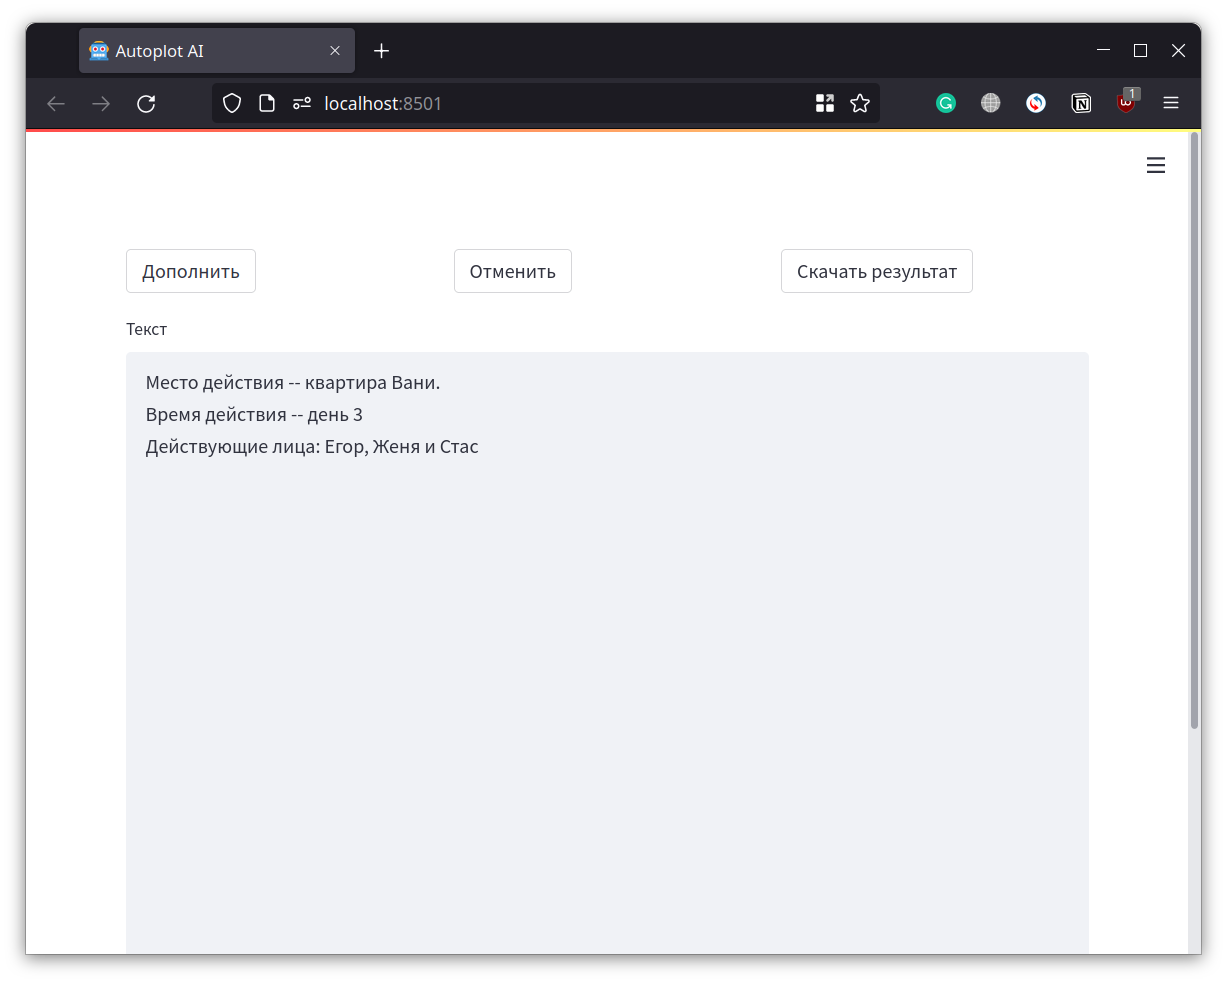 Autoplot AI
localhost:8501
1
Дополнить
Отменить
Скачать результат
Текст
Место действия -- квартира Вани.
Время действия -- день 3
Действующие лица: Егор, Женя и Стас